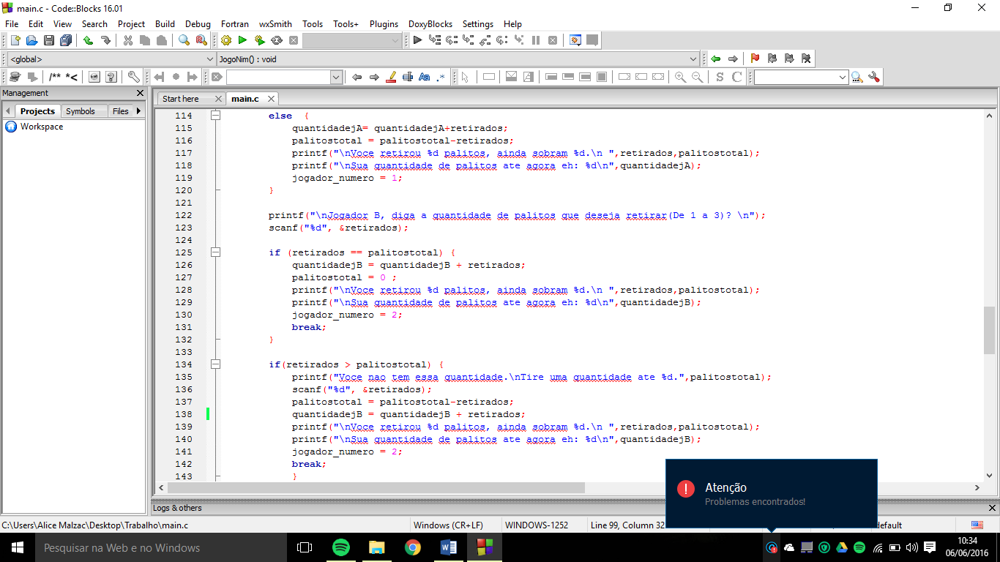 main.c - Code::Blocks 16.01
File Edit View Search Project Build Debug Fortran wxSmith Tools Tools+ Plugins DoxyBlocks Settings Help
<global> JogoNim() : void
/** *< Aa .* S C
Management
Start here main.c
Projects Symbols Files
Workspace
114 else {
115 quantidadejA= quantidadejA+retirados;
116 palitostotal = palitostotal-retirados;
117 printf("\nVoce retirou %d palitos, ainda sobram %d.\n ",retirados,palitostotal);
118 printf("\nSua quantidade de palitos ate agora eh: %d\n",quantidadejA);
119 jogador_numero = 1;
120 }
121
122 printf("\nJogador B, diga a quantidade de palitos que deseja retirar(De 1 a 3)? \n");
123 scanf("%d", &retirados);
124
125 if (retirados == palitostotal) {
126 quantidadejB = quantidadejB + retirados;
127 palitostotal = 0 ;
128 printf("\nVoce retirou %d palitos, ainda sobram %d.\n ",retirados,palitostotal);
129 printf("\nSua quantidade de palitos ate agora eh: %d\n",quantidadejB);
130 jogador_numero = 2;
131 break;
132 }
133
134 if(retirados > palitostotal) {
135 printf("Voce nao tem essa quantidade.\nTire uma quantidade ate %d.",palitostotal);
136 scanf("%d", &retirados);
137 palitostotal = palitostotal-retirados;
138 quantidadejB = quantidadejB + retirados;
139 printf("\nVoce retirou %d palitos, ainda sobram %d.\n ",retirados,palitostotal);
140 printf("\nSua quantidade de palitos ate agora eh: %d\n",quantidadejB);
141 jogador_numero = 2;
142 break;
143 }
Atenção
Problemas encontrados!
Logs & others
C:\Users\Alice Malzac\Desktop\Trabalho\main.c Windows (CR+LF) WINDOWS-1252 Line 99, Column 32 default
Pesquisar na Web e no Windows
10:34
06/06/2016